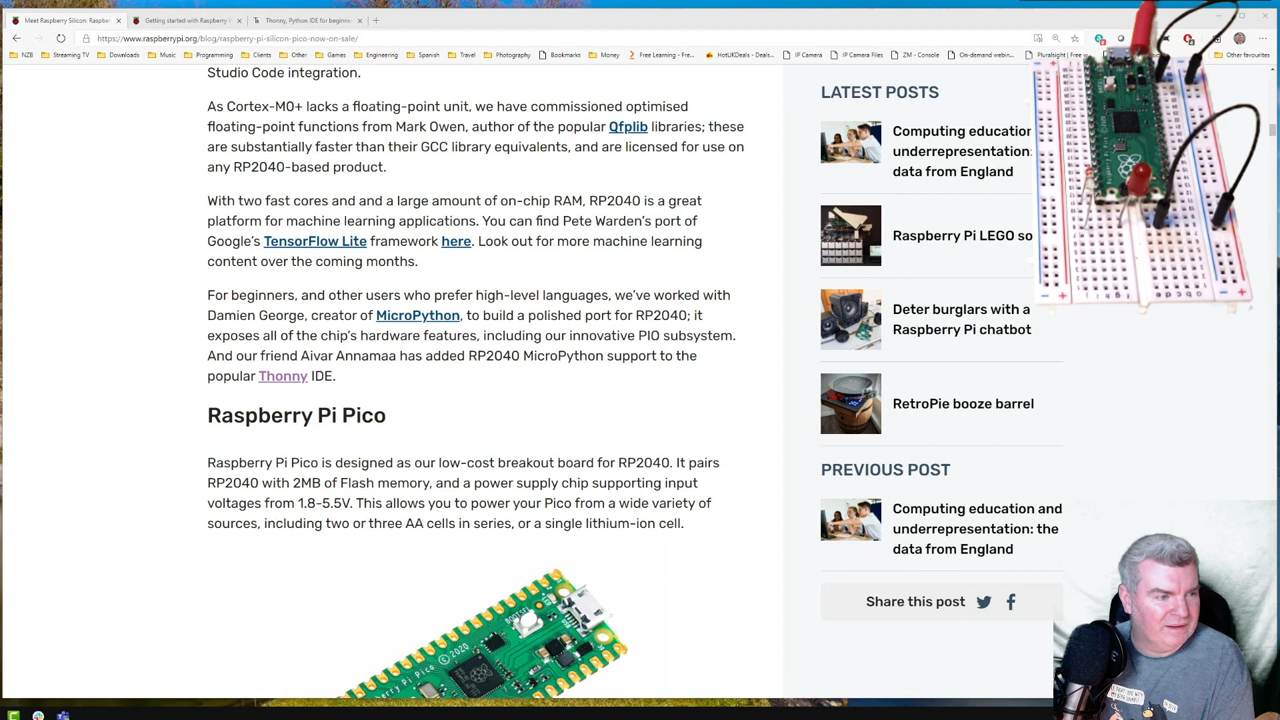 Meet Raspberry Silicon: Raspbe
Getting started with Raspberry P
Thonny, Python IDE for beginne
https://www.raspberrypi.org/blog/raspberry-pi-silicon-pico-now-on-sale/
NZB Streaming TV Downloads Music Programming Clients Other Games Engineering Spanish Travel Photography Bookmarks Money Free Learning - Free... HotUKDeals - Deals... IP Camera IP Camera Files ZM - Console On-demand webin... Pluralsight | Free... Other favourites
Studio Code integration.
As Cortex-M0+ lacks a floating-point unit, we have commissioned optimised
floating-point functions from Mark Owen, author of the popular Qfplib libraries; these
are substantially faster than their GCC library equivalents, and are licensed for use on
any RP2040-based product.
With two fast cores and and a large amount of on-chip RAM, RP2040 is a great
platform for machine learning applications. You can find Pete Warden's port of
Google's TensorFlow Lite framework here. Look out for more machine learning
content over the coming months.
For beginners, and other users who prefer high-level languages, we've worked with
Damien George, creator of MicroPython, to build a polished port for RP2040; it
exposes all of the chip's hardware features, including our innovative PIO subsystem.
And our friend Aivar Annamaa has added RP2040 MicroPython support to the
popular Thonny IDE.
Raspberry Pi Pico
Raspberry Pi Pico is designed as our low-cost breakout board for RP2040. It pairs
RP2040 with 2MB of Flash memory, and a power supply chip supporting input
voltages from 1.8-5.5V. This allows you to power your Pico from a wide variety of
sources, including two or three AA cells in series, or a single lithium-ion cell.
BOOTSEL
USB
Raspberry Pi Pico © 2020
LATEST POSTS
Computing education
underrepresentation:
data from England
Raspberry Pi LEGO so
Deter burglars with a
Raspberry Pi chatbot
RetroPie booze barrel
PREVIOUS POST
Computing education and
underrepresentation: the
data from England
Share this post